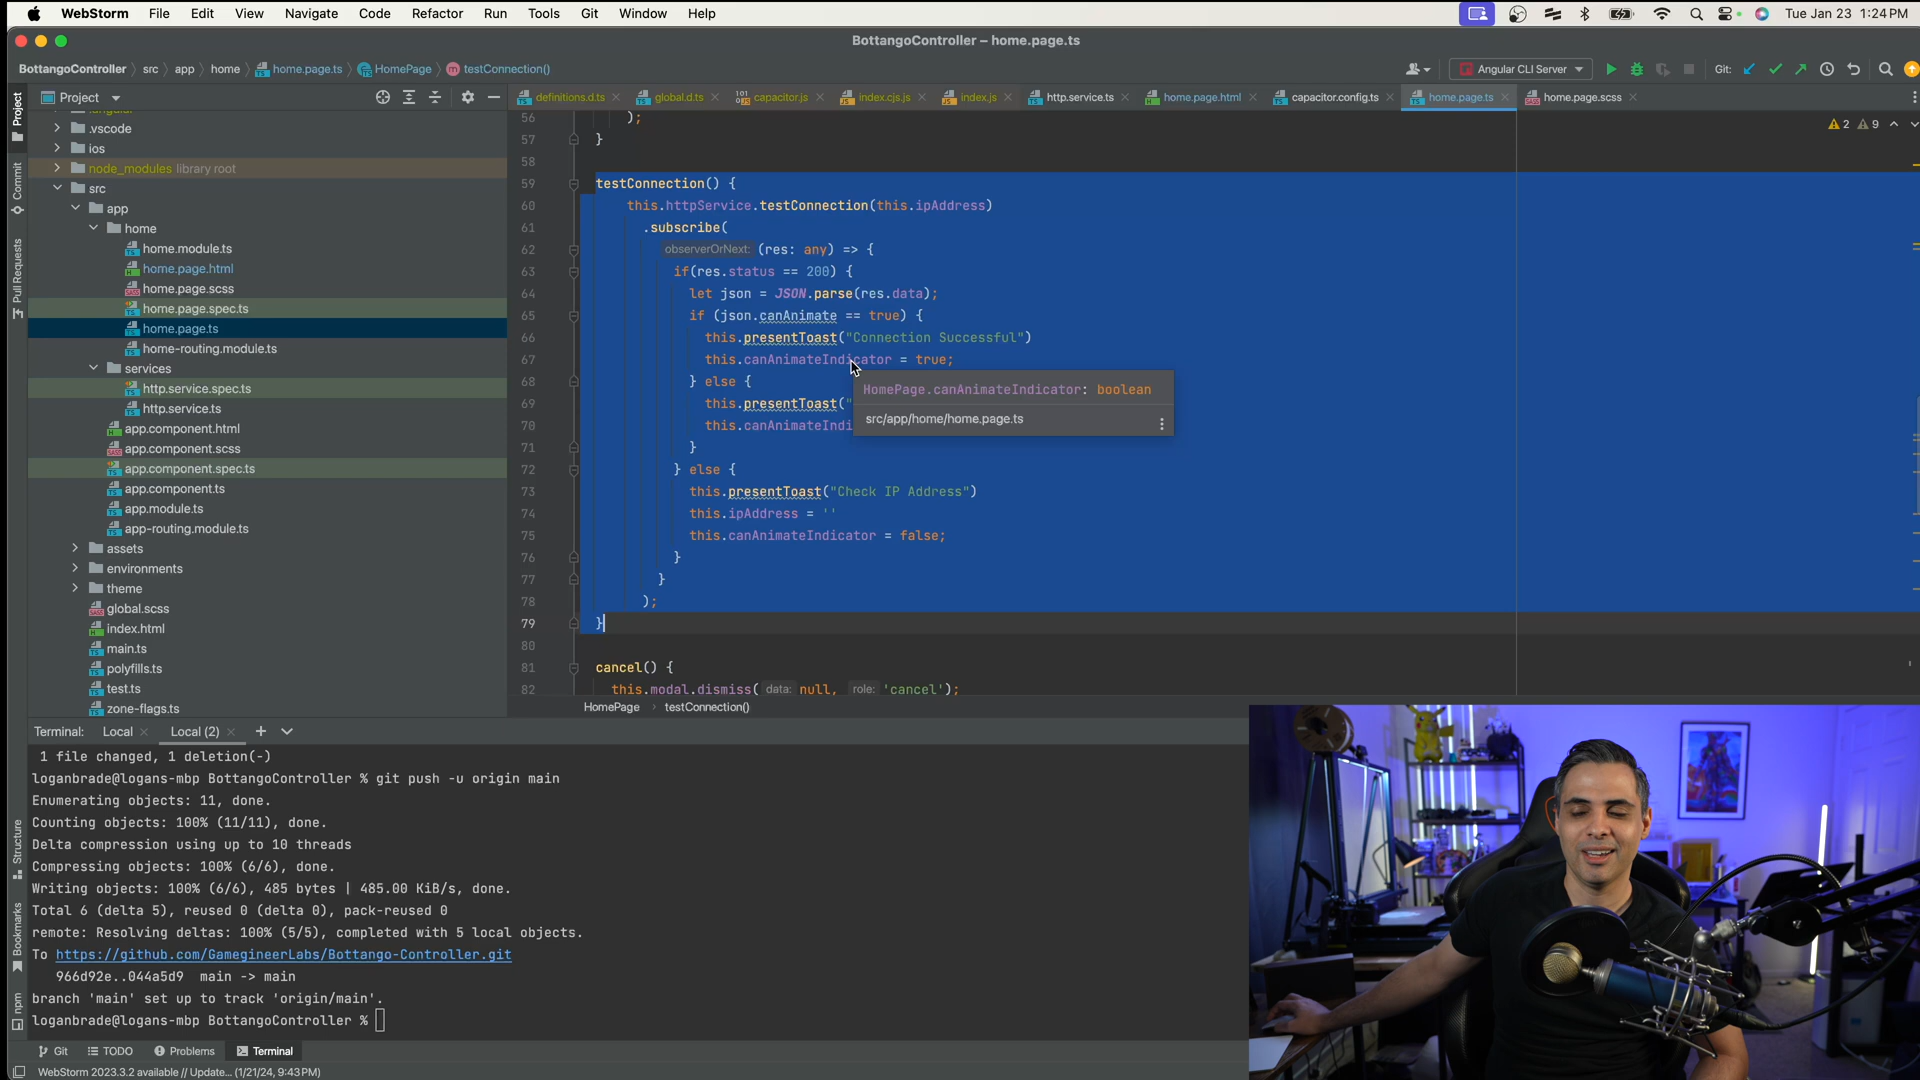 WebStorm File Edit View Navigate Code Refactor Run Tools Git Window Help Tue Jan 23 1:24 PM
BottangoController – home.page.ts
BottangoController src app home home.page.ts HomePage testConnection() Angular CLI Server Git:
Project definitions.d.ts global.d.ts capacitor.js index.cjs.js index.js http.service.ts home.page.html capacitor.config.ts home.page.ts home.page.scss
Project
Commit
Pull Requests
Structure
Bookmarks
npm
.vscode
ios
node_modules library root
src
app
home
home.module.ts
home.page.html
home.page.scss
home.page.spec.ts
home.page.ts
home-routing.module.ts
services
http.service.spec.ts
http.service.ts
app.component.html
app.component.scss
app.component.spec.ts
app.component.ts
app.module.ts
app-routing.module.ts
assets
environments
theme
global.scss
index.html
main.ts
polyfills.ts
test.ts
zone-flags.ts
2 9
56 );
57 }
58
59 testConnection() {
60 this.httpService.testConnection(this.ipAddress)
61 .subscribe(
62 observerOrNext: (res: any) => {
63 if(res.status == 200) {
64 let json = JSON.parse(res.data);
65 if (json.canAnimate == true) {
66 this.presentToast("Connection Successful")
67 this.canAnimateIndicator = true;
68 } else {
69 this.presentToast("
70 this.canAnimateIndi
71 }
72 } else {
73 this.presentToast("Check IP Address")
74 this.ipAddress = ''
75 this.canAnimateIndicator = false;
76 }
77 }
78 );
79 }
80
81 cancel() {
82 this.modal.dismiss( data: null, role: 'cancel');
HomePage.canAnimateIndicator: boolean
src/app/home/home.page.ts
HomePage testConnection()
Terminal: Local Local (2)
1 file changed, 1 deletion(-)
loganbrade@logans-mbp BottangoController % git push -u origin main
Enumerating objects: 11, done.
Counting objects: 100% (11/11), done.
Delta compression using up to 10 threads
Compressing objects: 100% (6/6), done.
Writing objects: 100% (6/6), 485 bytes | 485.00 KiB/s, done.
Total 6 (delta 5), reused 0 (delta 0), pack-reused 0
remote: Resolving deltas: 100% (5/5), completed with 5 local objects.
To https://github.com/GamegineerLabs/Bottango-Controller.git
966d92e..044a5d9 main -> main
branch 'main' set up to track 'origin/main'.
loganbrade@logans-mbp BottangoController %
Git TODO Problems Terminal
WebStorm 2023.3.2 available // Update... (1/21/24, 9:43 PM)